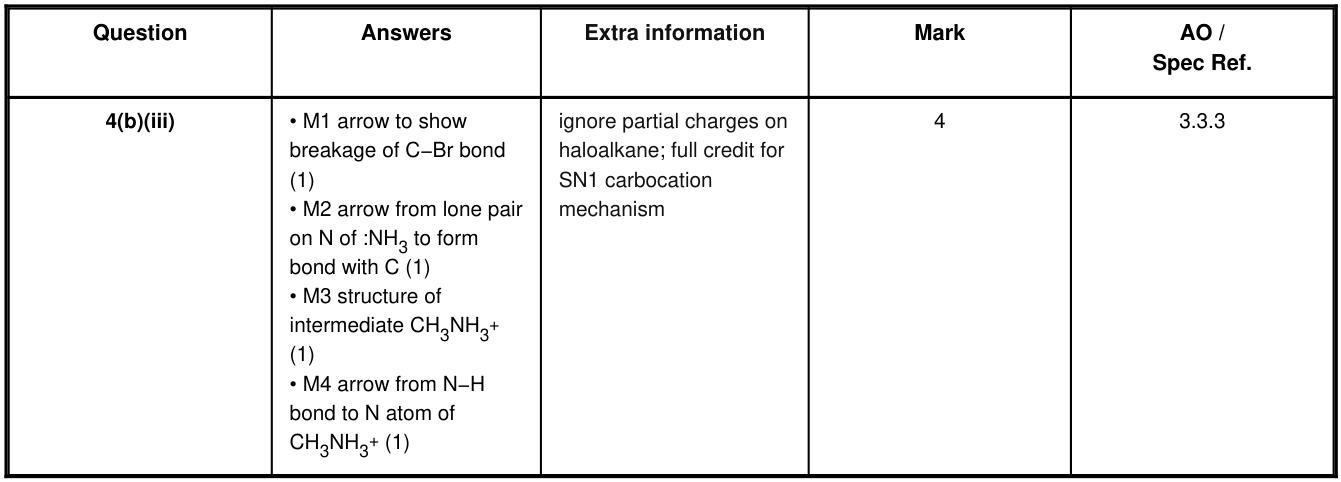 Question Answers Extra information Mark AO /
Spec Ref.
4(b)(iii)
• M1 arrow to show
breakage of C–Br bond
(1)
• M2 arrow from lone pair
on N of :NH₃ to form
bond with C (1)
• M3 structure of
intermediate CH₃NH₃+
(1)
• M4 arrow from N–H
bond to N atom of
CH₃NH₃+ (1)
ignore partial charges on
haloalkane; full credit for
SN1 carbocation
mechanism
4
3.3.3